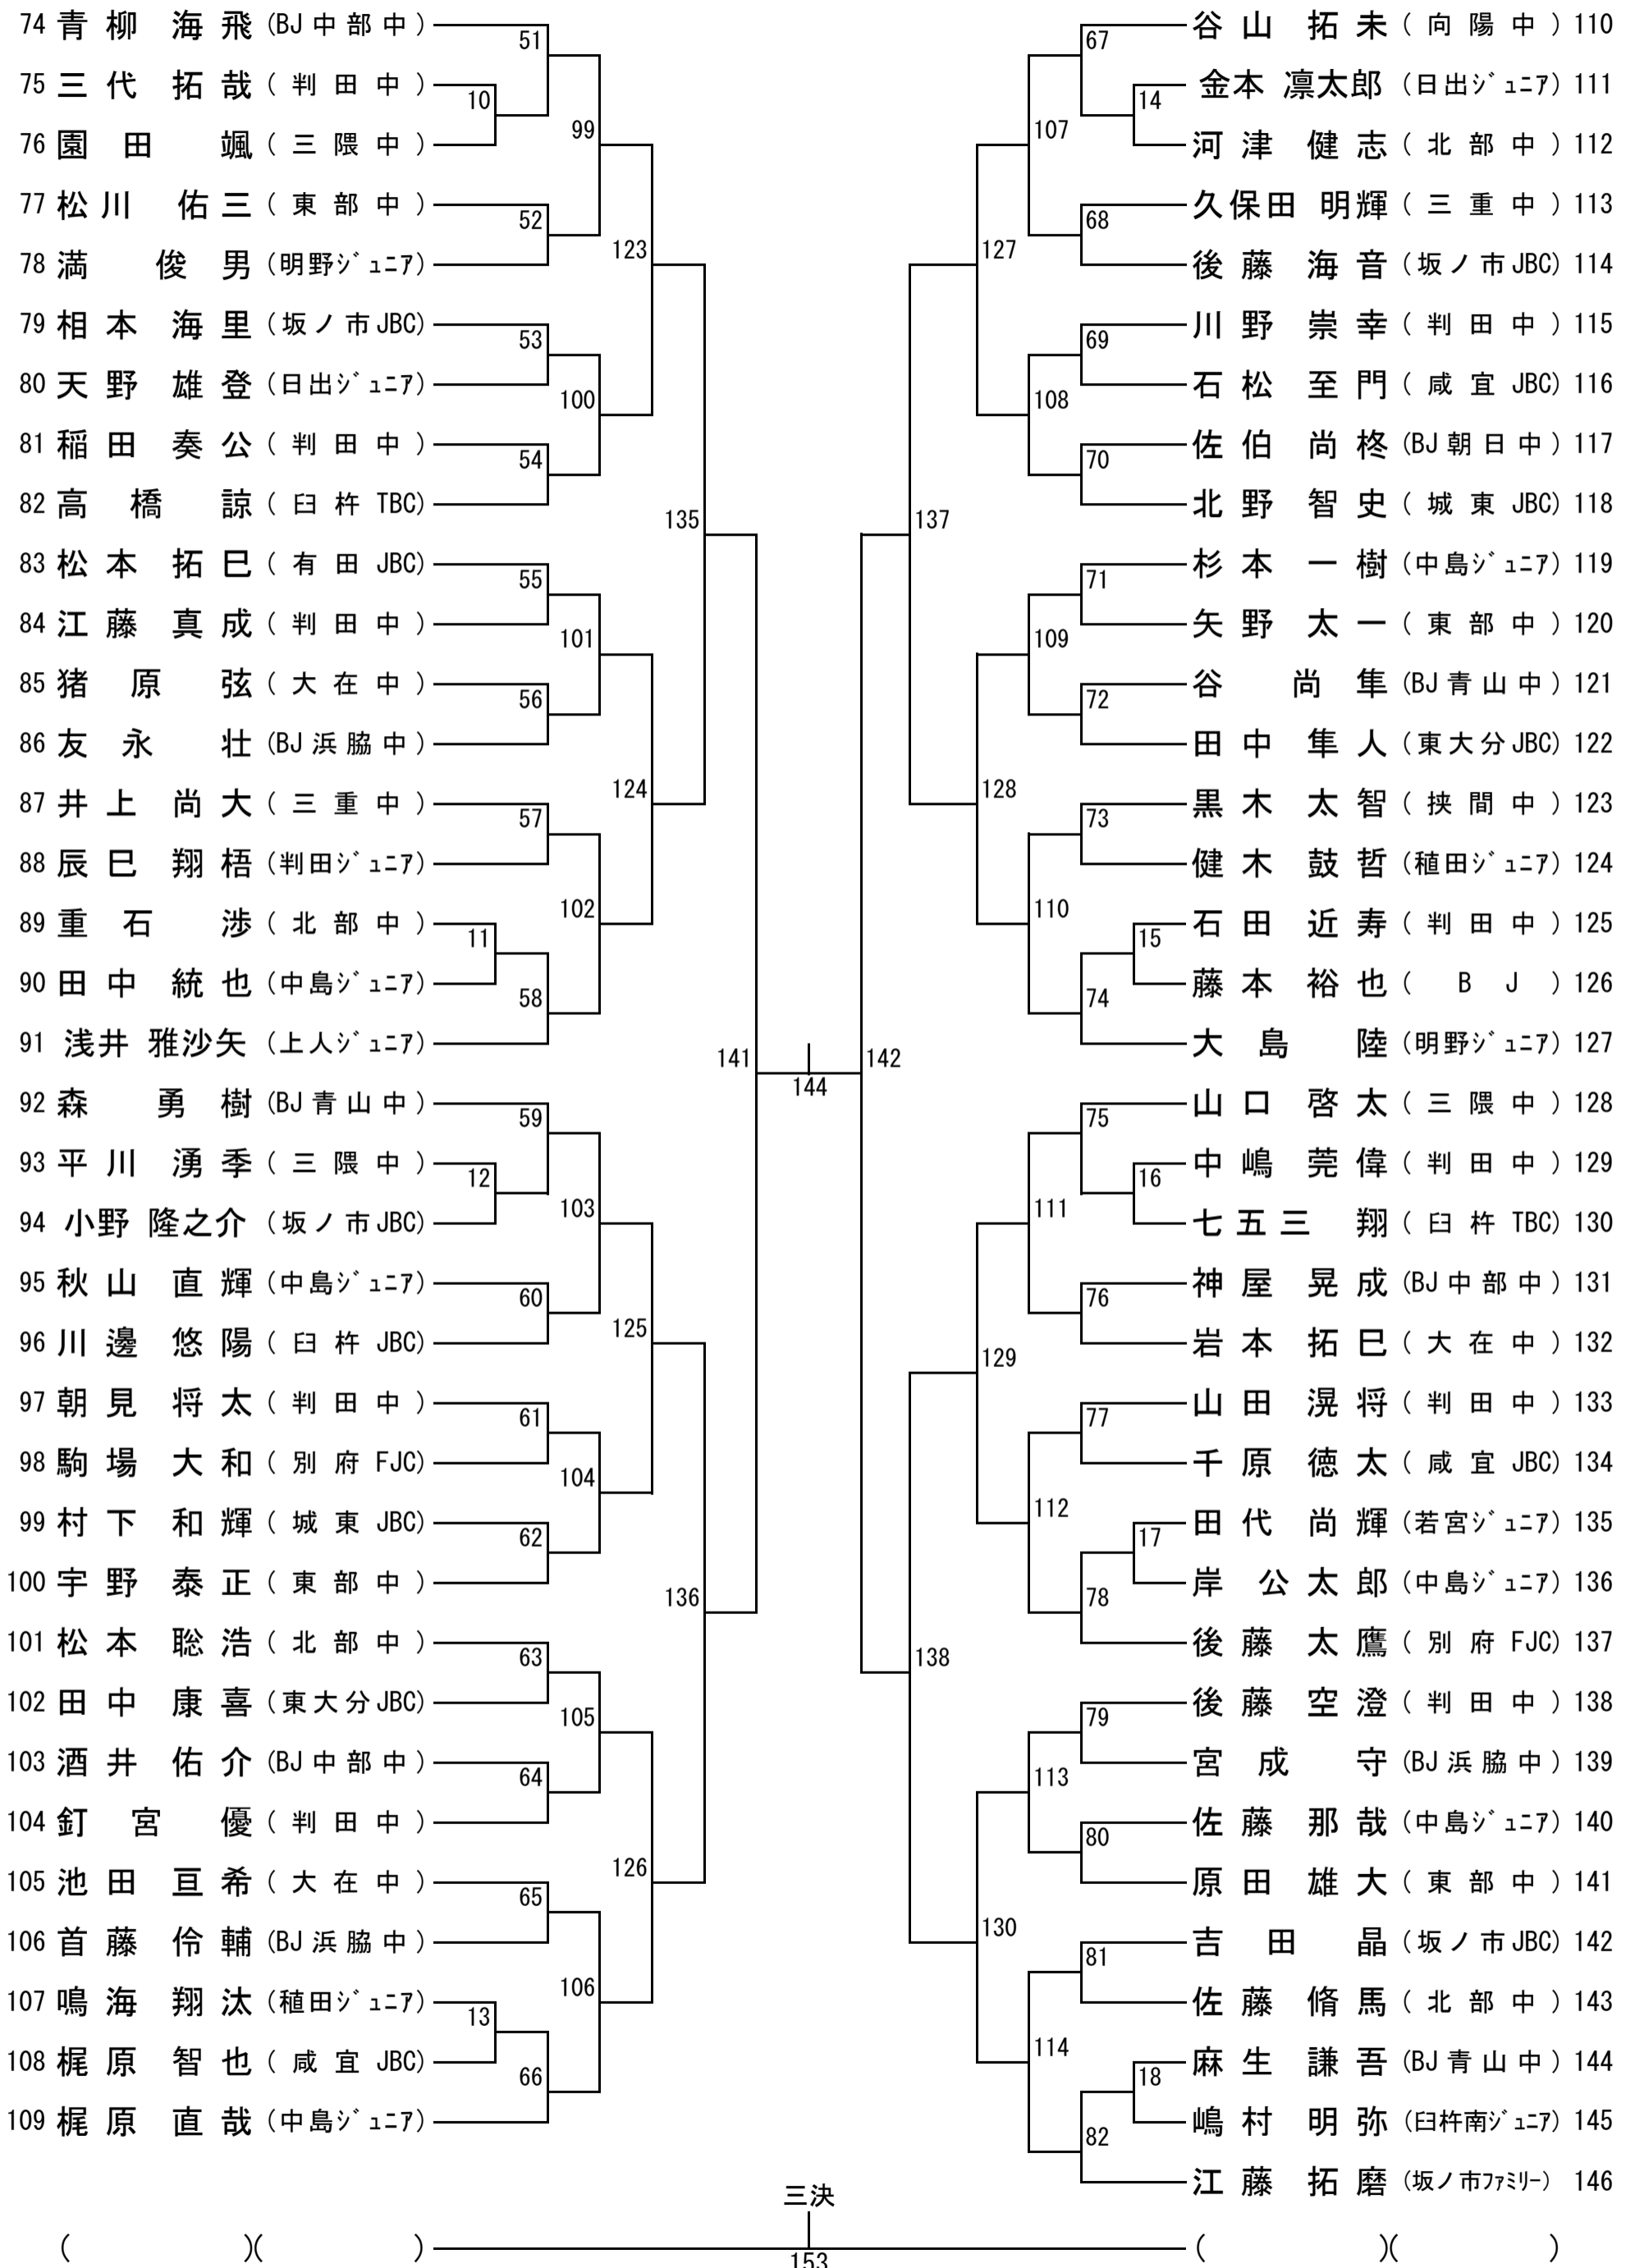 74 青柳 海飛 (BJ中部中)
75 三代 拓哉 (判田中)
76 園田 颯 (三隈中)
77 松川 佑三 (東部中)
78 満 俊男 (明野ジュニア)
79 相本 海里 (坂ノ市JBC)
80 天野 雄登 (日出ジュニア)
81 稲田 奏公 (判田中)
82 高橋 諒 (臼杵TBC)
83 松本 拓巳 (有田JBC)
84 江藤 真成 (判田中)
85 猪原 弦 (大在中)
86 友永 壮 (BJ浜脇中)
87 井上 尚大 (三重中)
88 辰巳 翔梧 (判田ジュニア)
89 重石 渉 (北部中)
90 田中 統也 (中島ジュニア)
91 浅井 雅沙矢 (上人ジュニア)
92 森 勇樹 (BJ青山中)
93 平川 湧季 (三隈中)
94 小野 隆之介 (坂ノ市JBC)
95 秋山 直輝 (中島ジュニア)
96 川邊 悠陽 (臼杵JBC)
97 朝見 将太 (判田中)
98 駒場 大和 (別府FJC)
99 村下 和輝 (城東JBC)
100 宇野 泰正 (東部中)
101 松本 聡浩 (北部中)
102 田中 康喜 (東大分JBC)
103 酒井 佑介 (BJ中部中)
104 釘宮 優 (判田中)
105 池田 亘希 (大在中)
106 首藤 伶輔 (BJ浜脇中)
107 鳴海 翔汰 (稙田ジュニア)
108 梶原 智也 (咸宜JBC)
109 梶原 直哉 (中島ジュニア)
10
11
12
13
51
52
53
54
55
56
57
58
59
60
61
62
63
64
65
66
99
100
101
102
103
104
105
106
123
124
125
126
135
136
141
144
142
137
138
127
128
129
130
107
108
109
110
111
112
113
114
67
68
69
70
71
72
73
74
75
76
77
78
79
80
81
82
14
15
16
17
18
谷山 拓未 (向陽中) 110
金本 凛太郎 (日出ジュニア) 111
河津 健志 (北部中) 112
久保田 明輝 (三重中) 113
後藤 海音 (坂ノ市JBC) 114
川野 崇幸 (判田中) 115
石松 至門 (咸宜JBC) 116
佐伯 尚柊 (BJ朝日中) 117
北野 智史 (城東JBC) 118
杉本 一樹 (中島ジュニア) 119
矢野 太一 (東部中) 120
谷 尚隼 (BJ青山中) 121
田中 隼人 (東大分JBC) 122
黒木 太智 (挟間中) 123
健木 鼓哲 (稙田ジュニア) 124
石田 近寿 (判田中) 125
藤本 裕也 (BJ) 126
大島 陸 (明野ジュニア) 127
山口 啓太 (三隈中) 128
中嶋 莞偉 (判田中) 129
七五三 翔 (臼杵TBC) 130
神屋 晃成 (BJ中部中) 131
岩本 拓巳 (大在中) 132
山田 滉将 (判田中) 133
千原 徳太 (咸宜JBC) 134
田代 尚輝 (若宮ジュニア) 135
岸 公太郎 (中島ジュニア) 136
後藤 太鷹 (別府FJC) 137
後藤 空澄 (判田中) 138
宮成 守 (BJ浜脇中) 139
佐藤 那哉 (中島ジュニア) 140
原田 雄大 (東部中) 141
吉田 晶 (坂ノ市JBC) 142
佐藤 脩馬 (北部中) 143
麻生 謙吾 (BJ青山中) 144
嶋村 明弥 (臼杵南ジュニア) 145
江藤 拓磨 (坂ノ市ファミリー) 146
三決
( )( ) 153 ( )( )